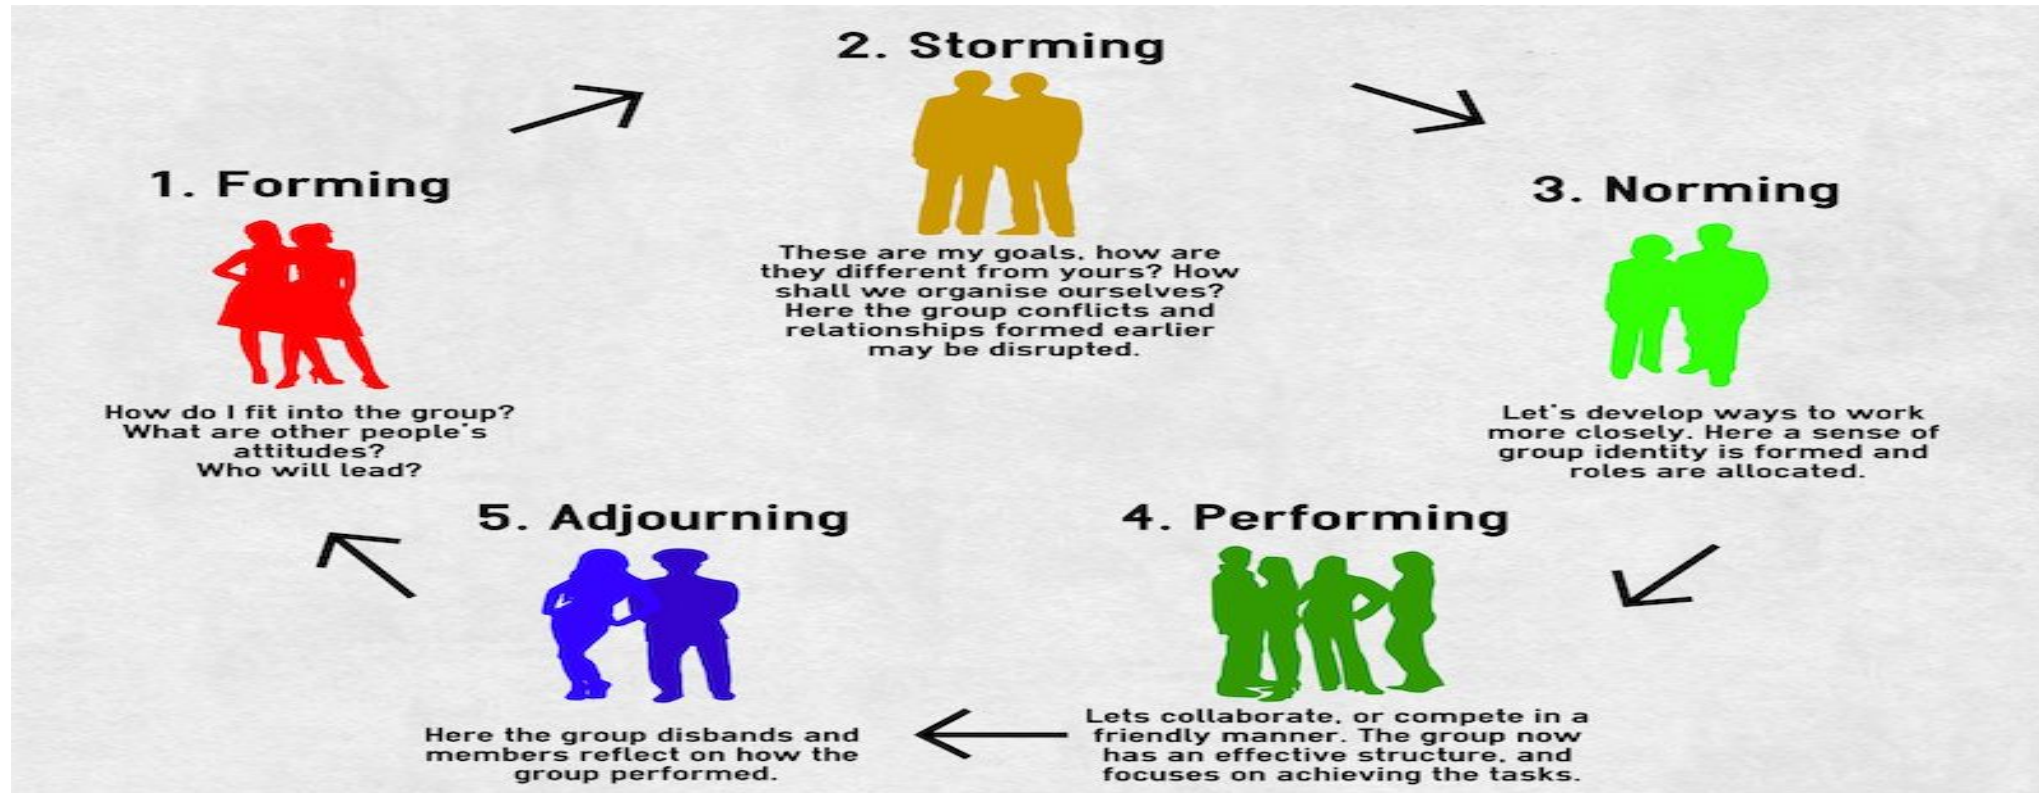 1. Forming
How do I fit into the group?
What are other people's
attitudes?
Who will lead?
2. Storming
These are my goals, how are
they different from yours? How
shall we organise ourselves?
Here the group conflicts and
relationships formed earlier
may be disrupted.
3. Norming
Let's develop ways to work
more closely. Here a sense of
group identity is formed and
roles are allocated.
4. Performing
Lets collaborate, or compete in a
friendly manner. The group now
has an effective structure, and
focuses on achieving the tasks.
5. Adjourning
Here the group disbands and
members reflect on how the
group performed.